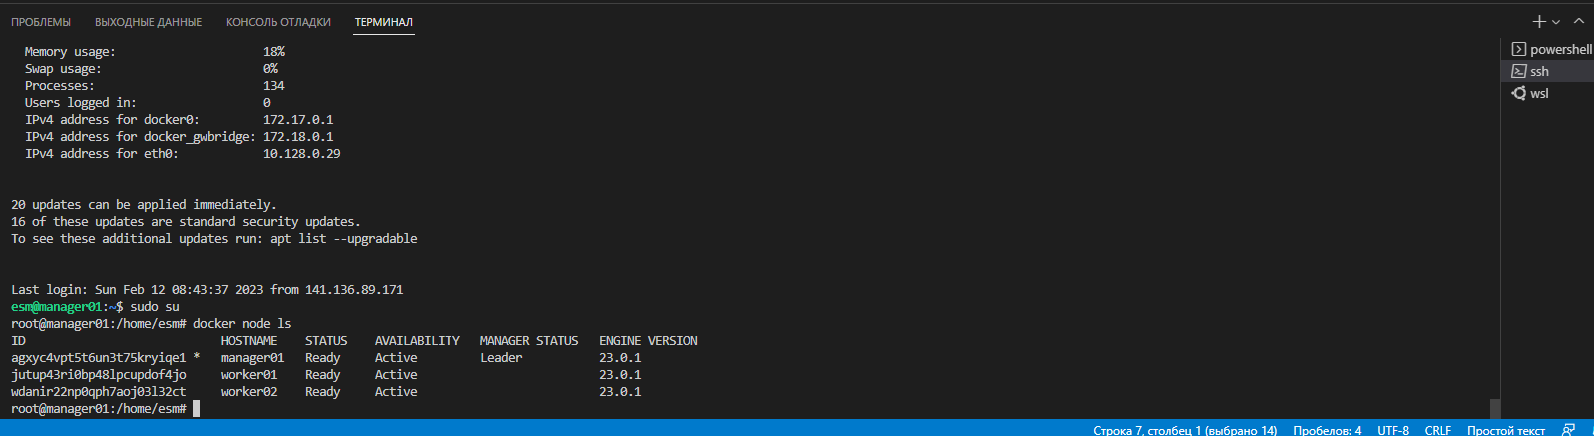 ПРОБЛЕМЫ ВЫХОДНЫЕ ДАННЫЕ КОНСОЛЬ ОТЛАДКИ ТЕРМИНАЛ
Memory usage: 18%
Swap usage: 0%
Processes: 134
Users logged in: 0
IPv4 address for docker0: 172.17.0.1
IPv4 address for docker_gwbridge: 172.18.0.1
IPv4 address for eth0: 10.128.0.29
20 updates can be applied immediately.
16 of these updates are standard security updates.
To see these additional updates run: apt list --upgradable
Last login: Sun Feb 12 08:43:37 2023 from 141.136.89.171
esm@manager01:~$ sudo su
root@manager01:/home/esm# docker node ls
ID HOSTNAME STATUS AVAILABILITY MANAGER STATUS ENGINE VERSION
agxyc4vpt5t6un3t75kryiqe1 * manager01 Ready Active Leader 23.0.1
jutup43ri0bp48lpcupdof4jo worker01 Ready Active 23.0.1
wdanir22np0qph7aoj03l32ct worker02 Ready Active 23.0.1
root@manager01:/home/esm#
powershell
ssh
wsl
Строка 7, столбец 1 (выбрано 14) Пробелов: 4 UTF-8 CRLF Простой текст